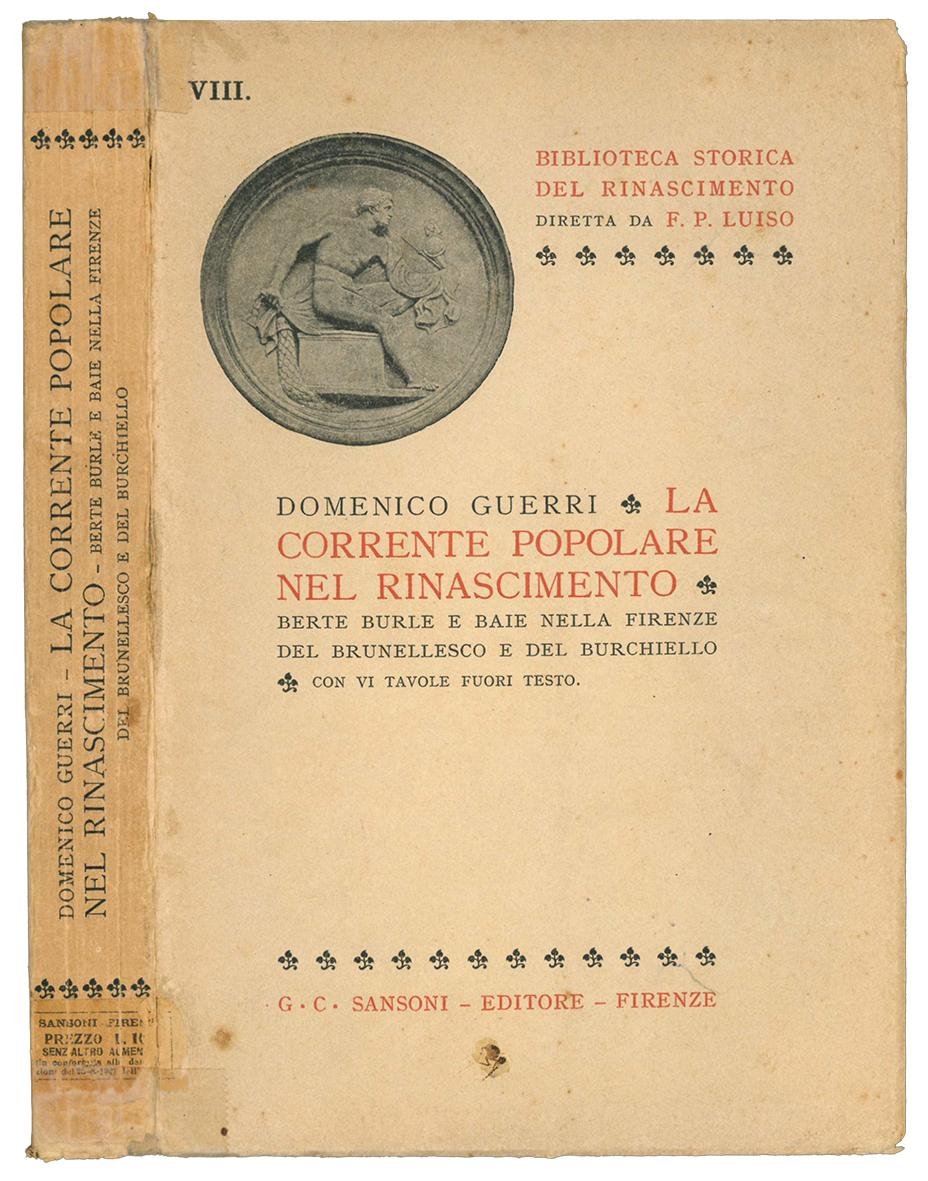 VIII.
BIBLIOTECA STORICA
DEL RINASCIMENTO
DIRETTA DA F. P. LUISO
DOMENICO GUERRI LA
CORRENTE POPOLARE
NEL RINASCIMENTO
BERTE BURLE E BAIE NELLA FIRENZE
DEL BRUNELLESCO E DEL BURCHIELLO
CON VI TAVOLE FUORI TESTO.
G. C. SANSONI – EDITORE – FIRENZE
DOMENICO GUERRI – LA CORRENTE POPOLARE
NEL RINASCIMENTO – BERTE BURLE E BAIE NELLA FIRENZE
DEL BRUNELLESCO E DEL BURCHIELLO
SANSONI
PREZZO L.
SENZ'ALTRO